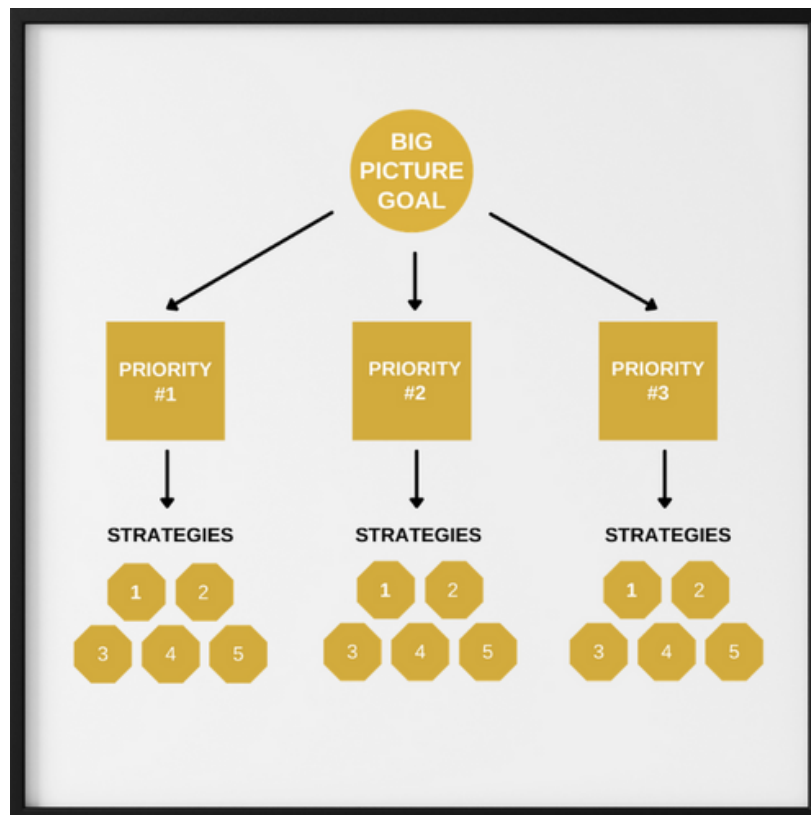 BIG
PICTURE
GOAL
PRIORITY
#1
PRIORITY
#2
PRIORITY
#3
STRATEGIES
STRATEGIES
STRATEGIES
1 2
1 2
1 2
3 4 5
3 4 5
3 4 5